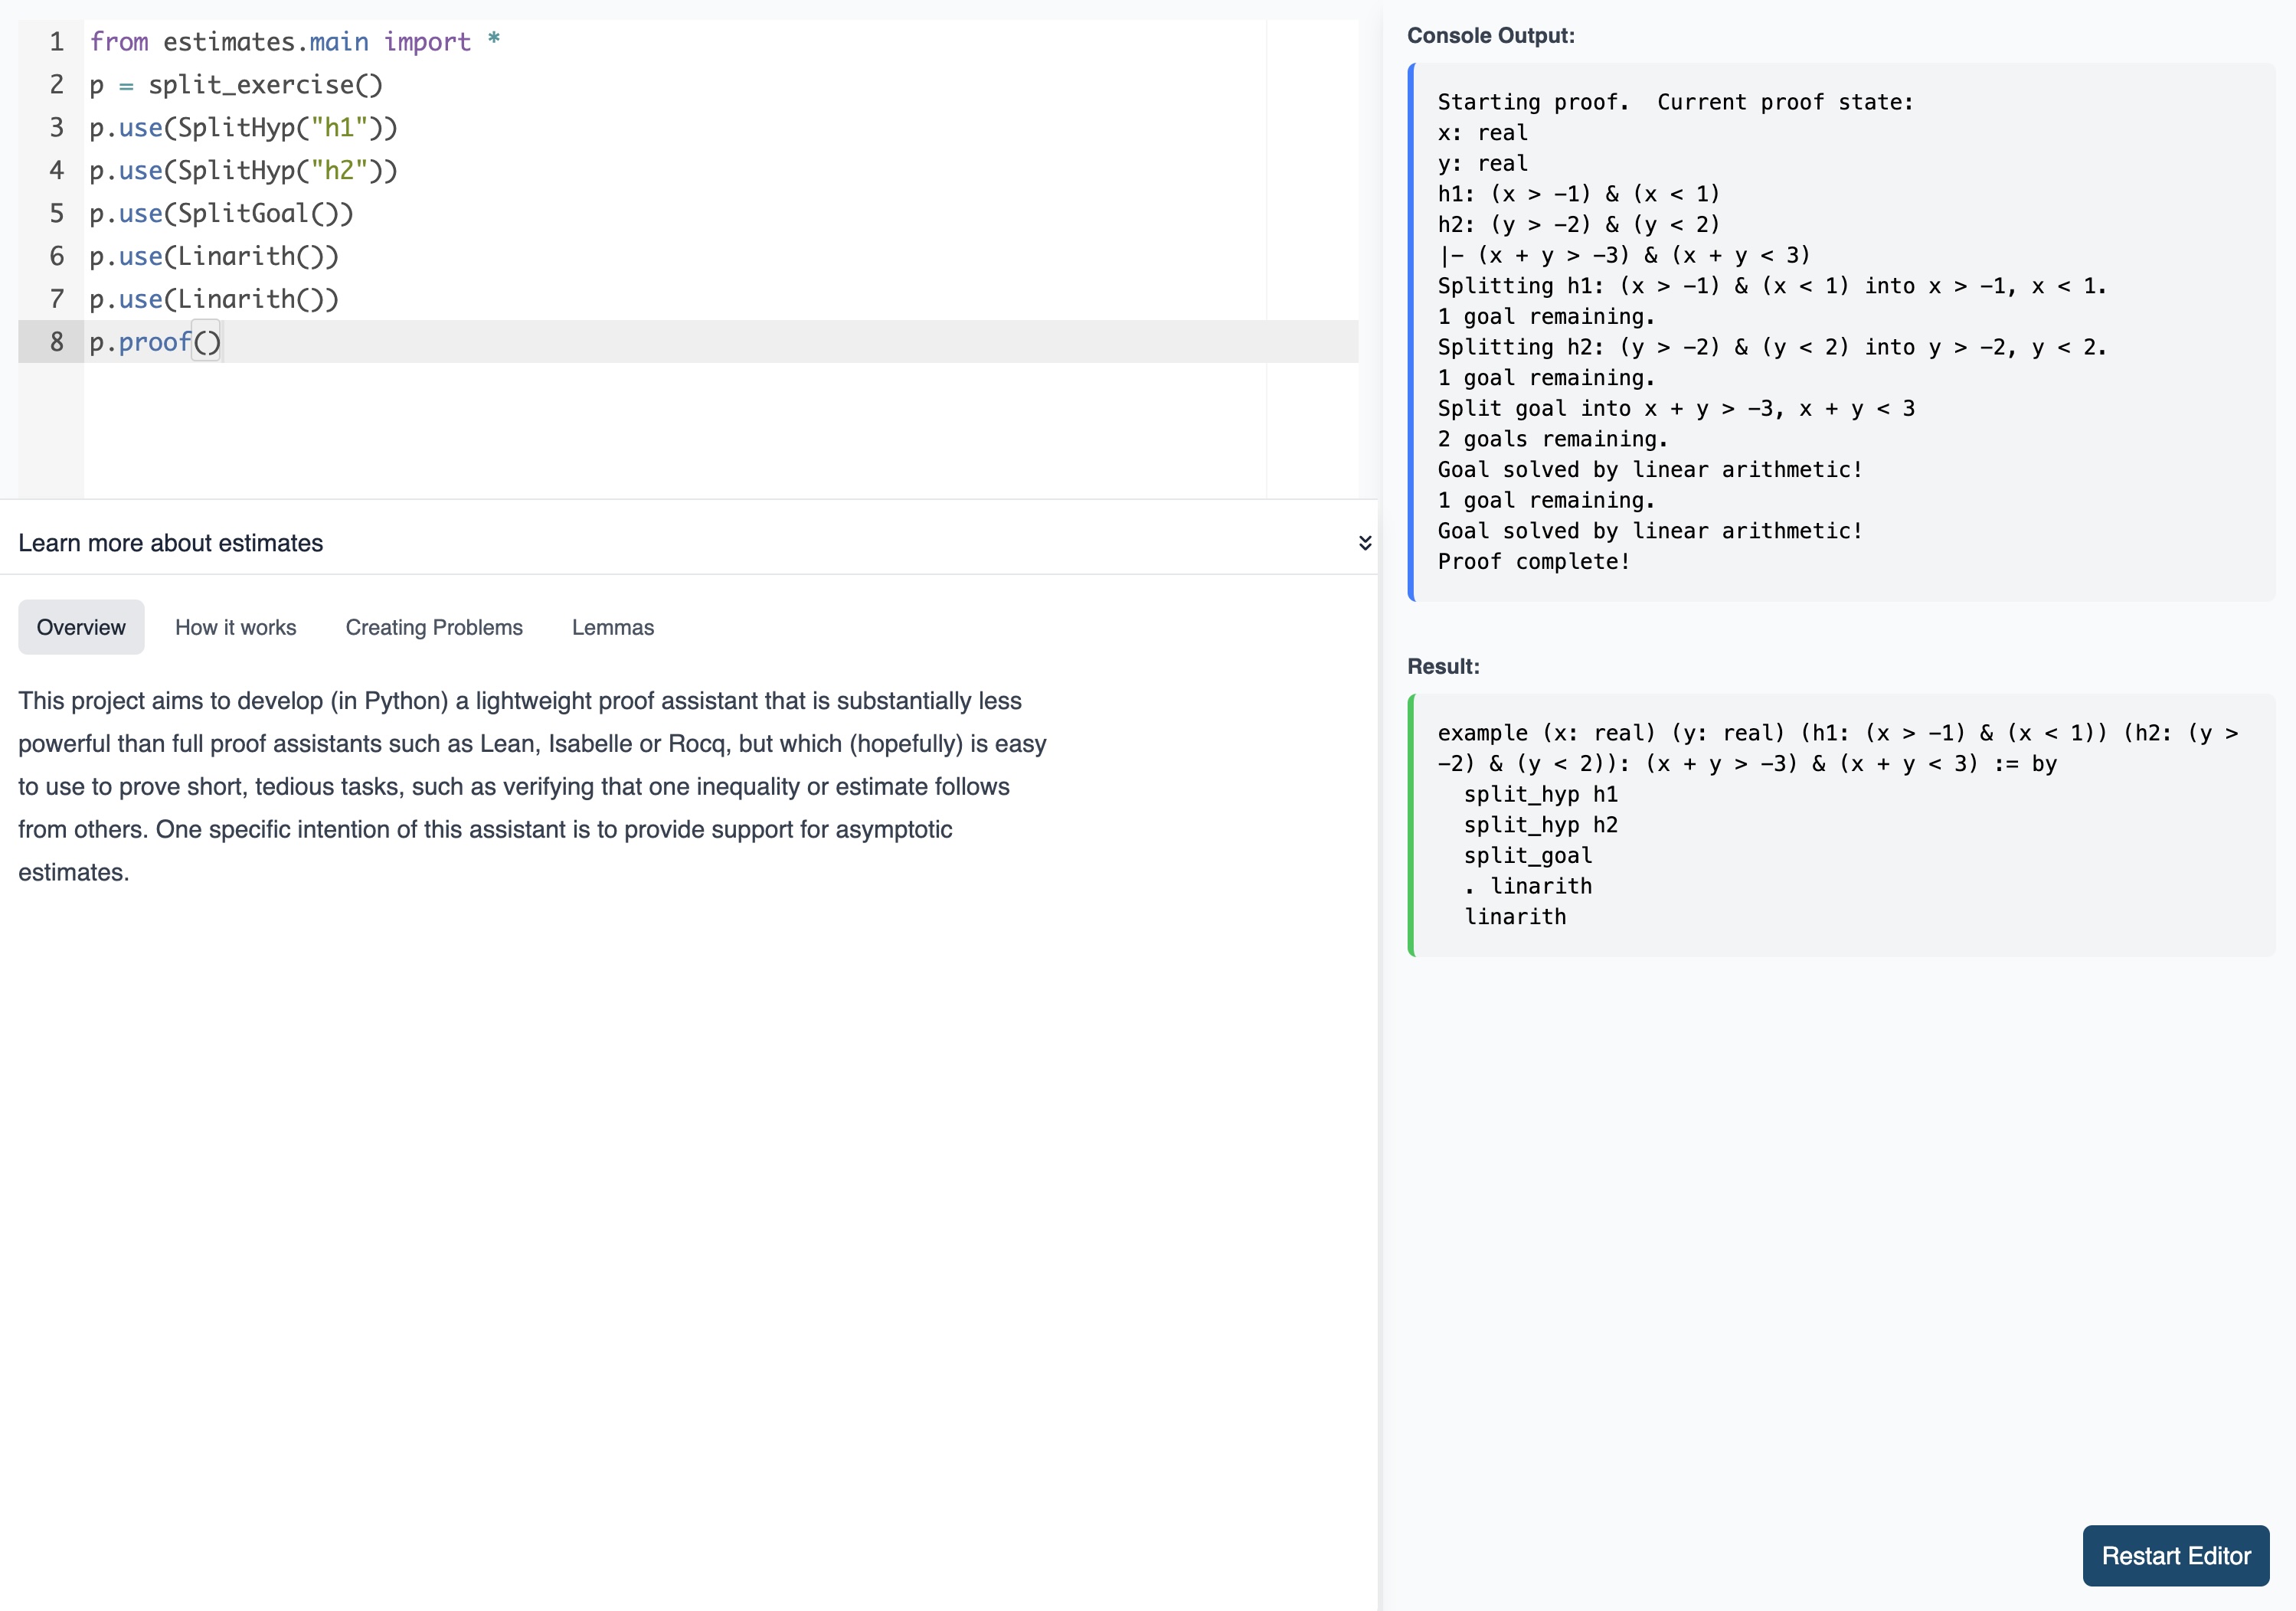 1 from estimates.main import *
2 p = split_exercise()
3 p.use(SplitHyp("h1"))
4 p.use(SplitHyp("h2"))
5 p.use(SplitGoal())
6 p.use(Linarith())
7 p.use(Linarith())
8 p.proof()
Learn more about estimates
Overview How it works Creating Problems Lemmas
This project aims to develop (in Python) a lightweight proof assistant that is substantially less
powerful than full proof assistants such as Lean, Isabelle or Rocq, but which (hopefully) is easy
to use to prove short, tedious tasks, such as verifying that one inequality or estimate follows
from others. One specific intention of this assistant is to provide support for asymptotic
estimates.
Console Output:
Starting proof.  Current proof state:
x: real
y: real
h1: (x > -1) & (x < 1)
h2: (y > -2) & (y < 2)
|- (x + y > -3) & (x + y < 3)
Splitting h1: (x > -1) & (x < 1) into x > -1, x < 1.
1 goal remaining.
Splitting h2: (y > -2) & (y < 2) into y > -2, y < 2.
1 goal remaining.
Split goal into x + y > -3, x + y < 3
2 goals remaining.
Goal solved by linear arithmetic!
1 goal remaining.
Goal solved by linear arithmetic!
Proof complete!
Result:
example (x: real) (y: real) (h1: (x > -1) & (x < 1)) (h2: (y >
-2) & (y < 2)): (x + y > -3) & (x + y < 3) := by
  split_hyp h1
  split_hyp h2
  split_goal
  . linarith
  linarith
Restart Editor